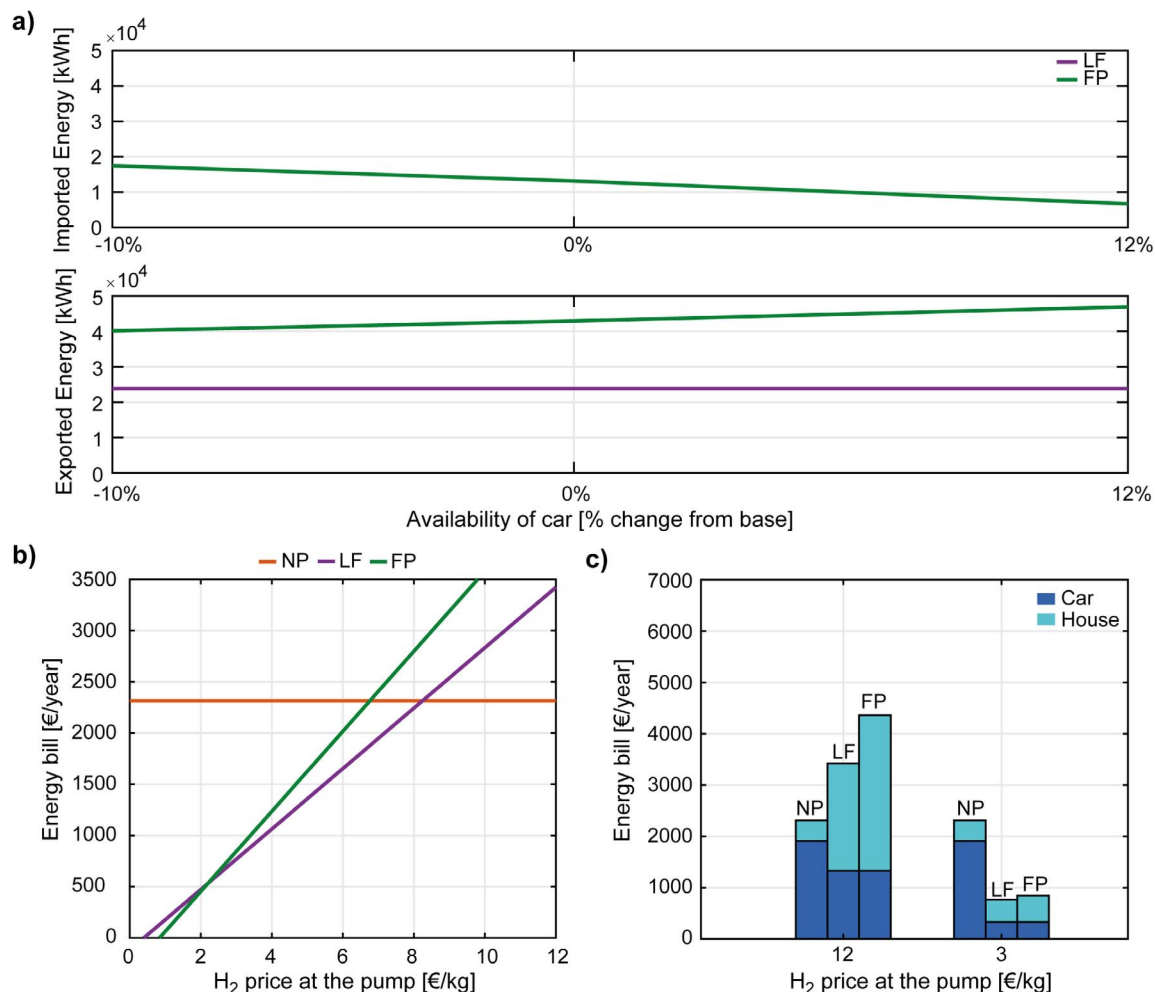 a)
×10⁴
Imported Energy [kWh]
5
4
3
2
1
0
-10%
0%
12%
LF
FP
×10⁴
Exported Energy [kWh]
5
4
3
2
1
0
-10%
0%
12%
Availability of car [% change from base]
b)
NP LF FP
Energy bill [€/year]
3500
3000
2500
2000
1500
1000
500
0
0 2 4 6 8 10 12
H₂ price at the pump [€/kg]
c)
Energy bill [€/year]
7000
6000
5000
4000
3000
2000
1000
0
Car
House
NP
LF
FP
NP
LF
FP
12
3
H₂ price at the pump [€/kg]